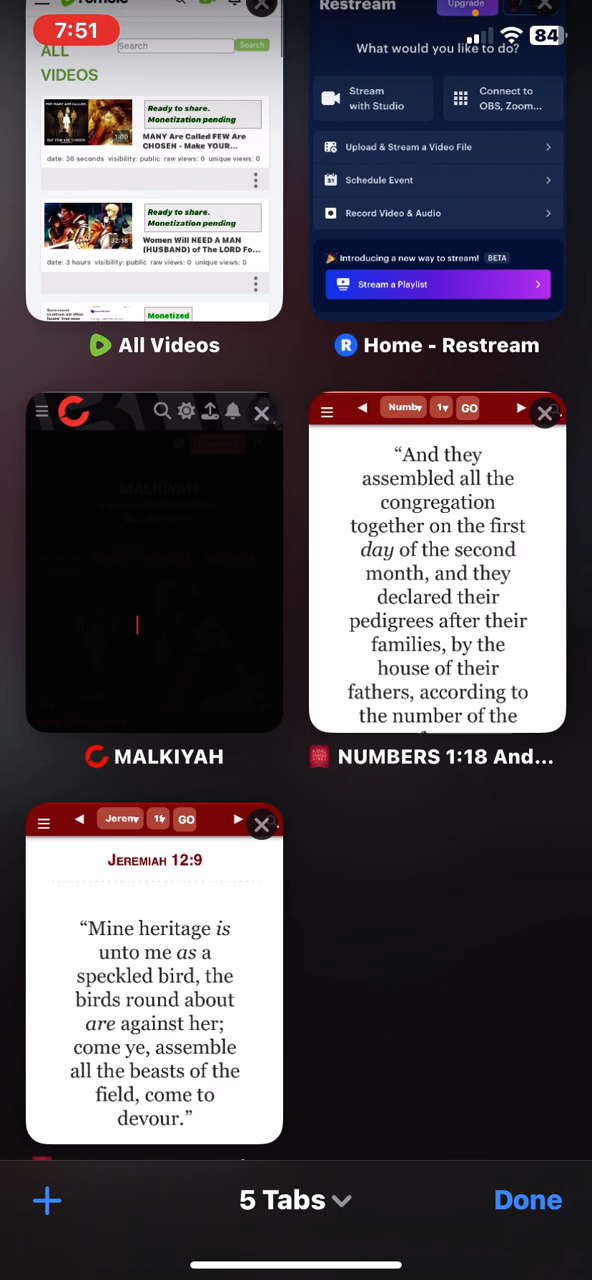 7:51
84
rumble
ALL
VIDEOS
Search
Search
Ready to share.
Monetization pending
1:00
MANY Are Called FEW Are
CHOSEN - Make YOUR...
date: 36 seconds visibility: public raw views: 0 unique views: 0
Ready to share.
Monetization pending
32:18
Women Will NEED A MAN
(HUSBAND) of The LORD Fo...
date: 3 hours visibility: public raw views: 0 unique views: 0
Monetized
All Videos
Restream
Upgrade
What would you like to do?
Stream
with Studio
Connect to
OBS, Zoom...
Upload & Stream a Video File
Schedule Event
Record Video & Audio
Introducing a new way to stream! BETA
Stream a Playlist
R Home - Restream
MALKIYAH
MALKIYAH
Numb 1 GO
“And they
assembled all the
congregation
together on the first
day of the second
month, and they
declared their
pedigrees after their
families, by the
house of their
fathers, according to
the number of the
NUMBERS 1:18 And...
Jerem GO
JEREMIAH 12:9
“Mine heritage is
unto me as a
speckled bird, the
birds round about
are against her;
come ye, assemble
all the beasts of the
field, come to
devour.”
5 Tabs
Done